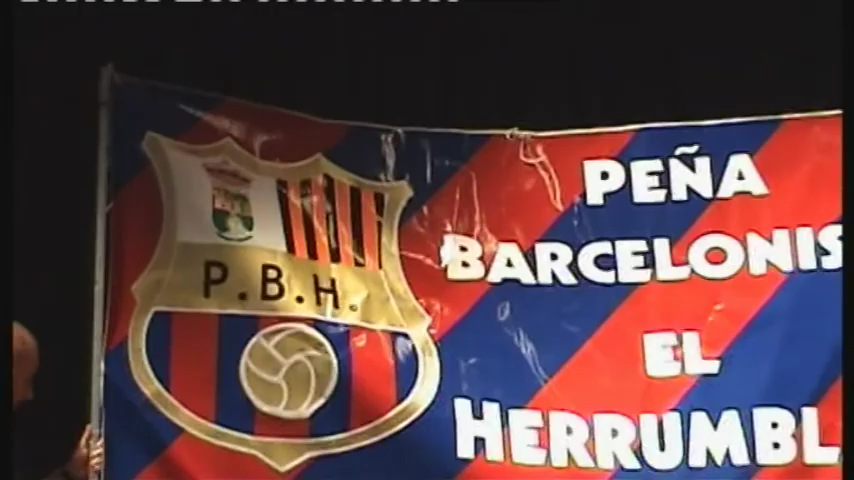 P.B.H.
PEÑA
BARCELONIS
EL
HERRUMBL